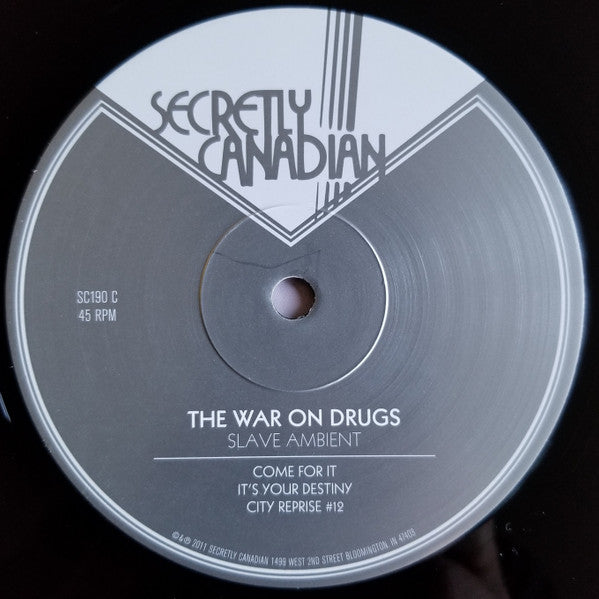 SECRETLY
CANADIAN
SC190 C
45 RPM
THE WAR ON DRUGS
SLAVE AMBIENT
COME FOR IT
IT'S YOUR DESTINY
CITY REPRISE #12
©&℗ 2011 SECRETLY CANADIAN 1499 WEST 2ND STREET BLOOMINGTON, IN 47403